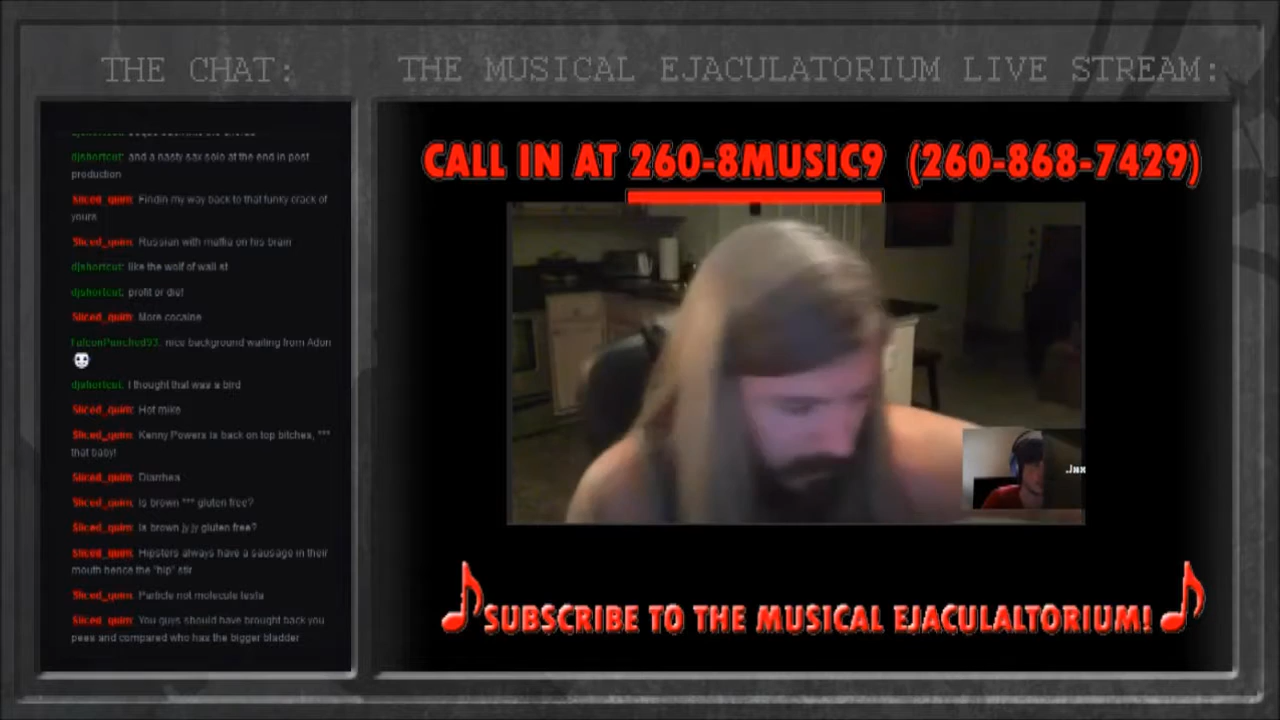 THE CHAT:
THE MUSICAL EJACULATORIUM LIVE STREAM:
djshortcut: and a nasty sax solo at the end in post
production
Sliced_quim: Findin my way back to that funky crack of
yours
Sliced_quim: Russian with maffia on his brain
djshortcut: like the wolf of wall st
djshortcut: profit or die!
Sliced_quim: More cocaine
FalconPunched93: nice background waiting from Adon
djshortcut: I thought that was a bird
Sliced_quim: Hot mike
Sliced_quim: Kenny Powers is back on top bitches, ***
that baby!
Sliced_quim: Diarrhea
Sliced_quim: Is brown *** gluten free?
Sliced_quim: Is brown jy jy gluten free?
Sliced_quim: Hipsters always have a sausage in their
mouth hence the "hip" stir
Sliced_quim: Particle not molecule tesla
Sliced_quim: You guys should have brought back you
pees and compared who has the bigger bladder
CALL IN AT 260-8MUSIC9 (260-868-7429)
.Jax
SUBSCRIBE TO THE MUSICAL EJACULALTORIUM!